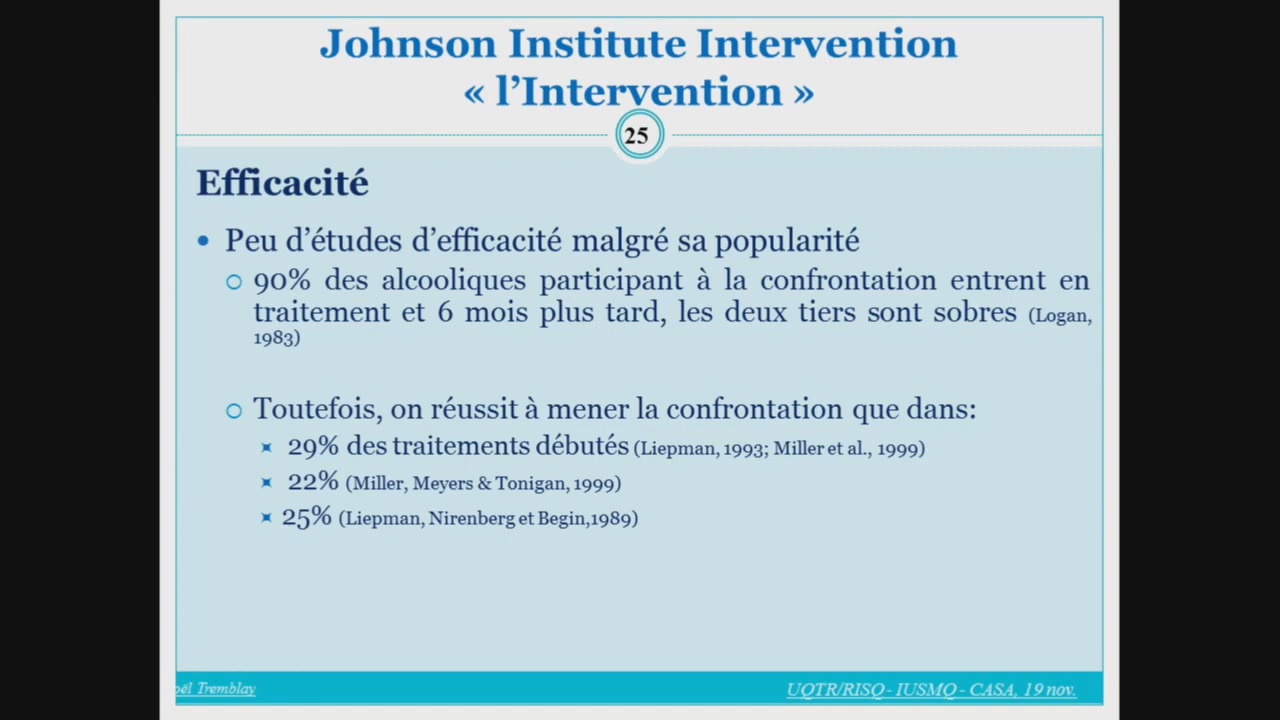 Johnson Institute Intervention
« l’Intervention »
25
Efficacité
• Peu d’études d’efficacité malgré sa popularité
90% des alcooliques participant à la confrontation entrent en
traitement et 6 mois plus tard, les deux tiers sont sobres (Logan,
1983)
Toutefois, on réussit à mener la confrontation que dans:
29% des traitements débutés (Liepman, 1993; Miller et al., 1999)
22% (Miller, Meyers & Tonigan, 1999)
25% (Liepman, Nirenberg et Begin,1989)
oël Tremblay
UQTR/RISQ - IUSMQ - CASA, 19 nov.